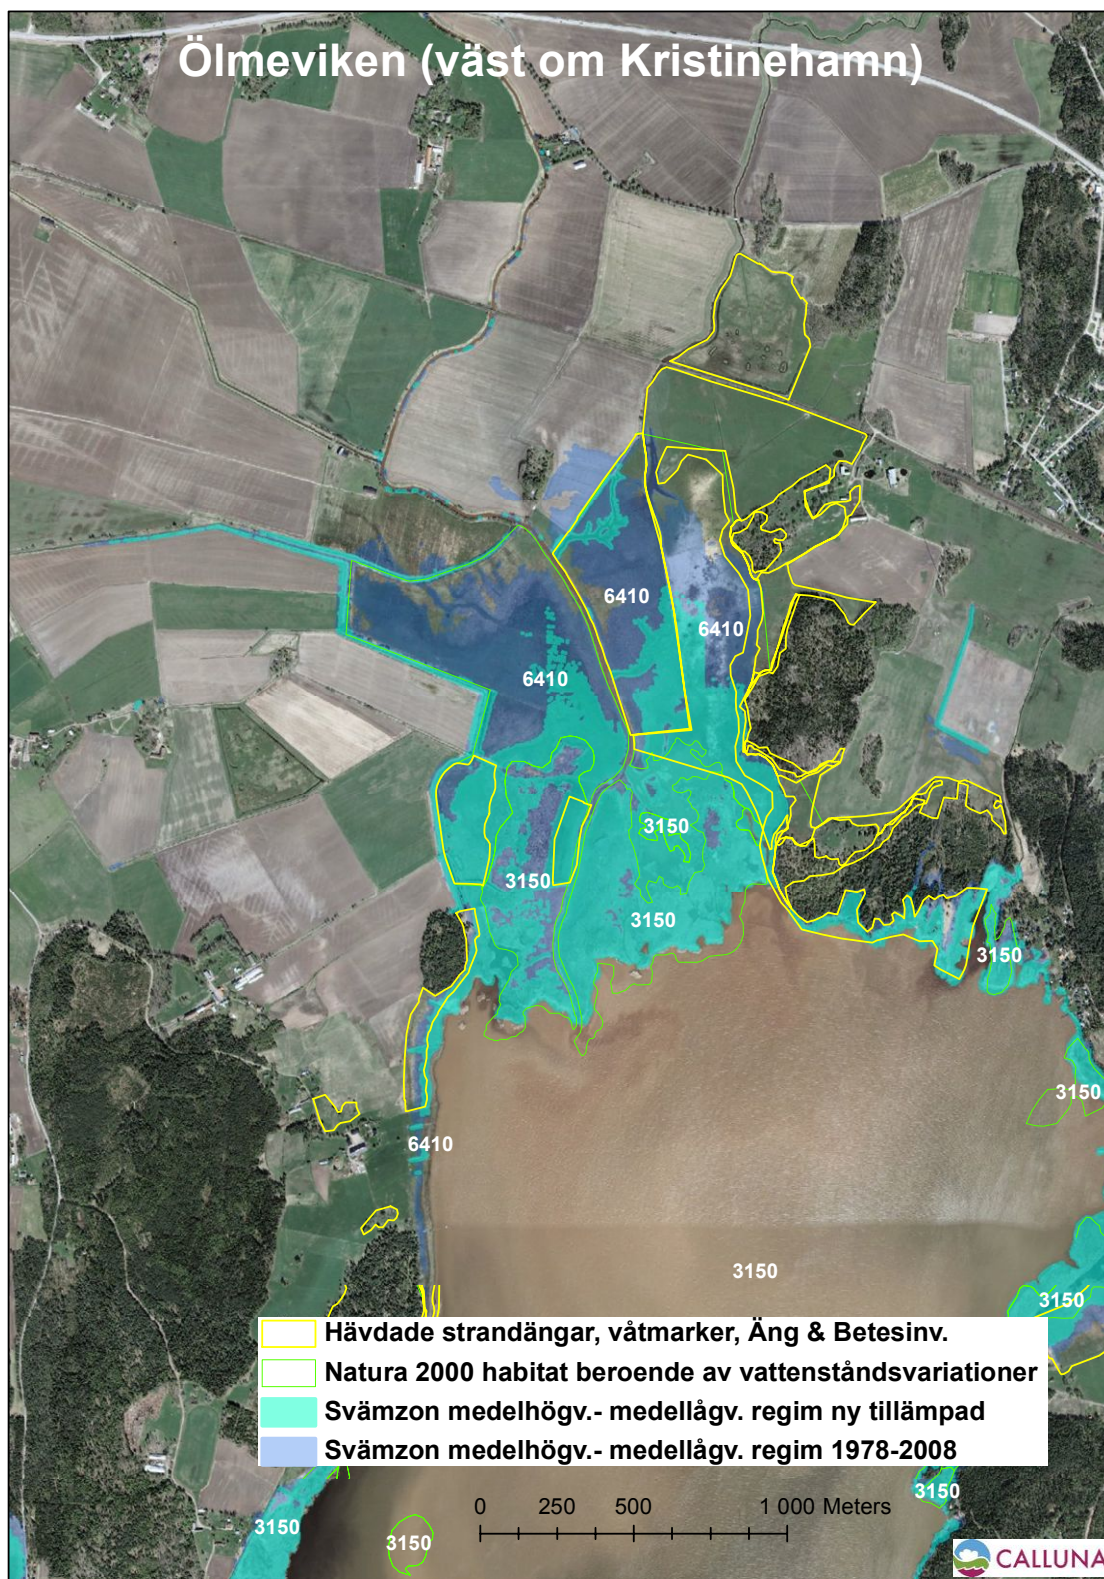 Ölmeviken (väst om Kristinehamn)
6410
6410
6410
3150
3150
3150
3150
3150
6410
3150
3150
Hävdade strandängar, våtmarker, Äng & Betesinv.
Natura 2000 habitat beroende av vattenståndsvariationer
Svämzon medelhögv.- medellågv. regim ny tillämpad
Svämzon medelhögv.- medellågv. regim 1978-2008
3150
0 250 500 1 000 Meters
3150
3150
CALLUNA